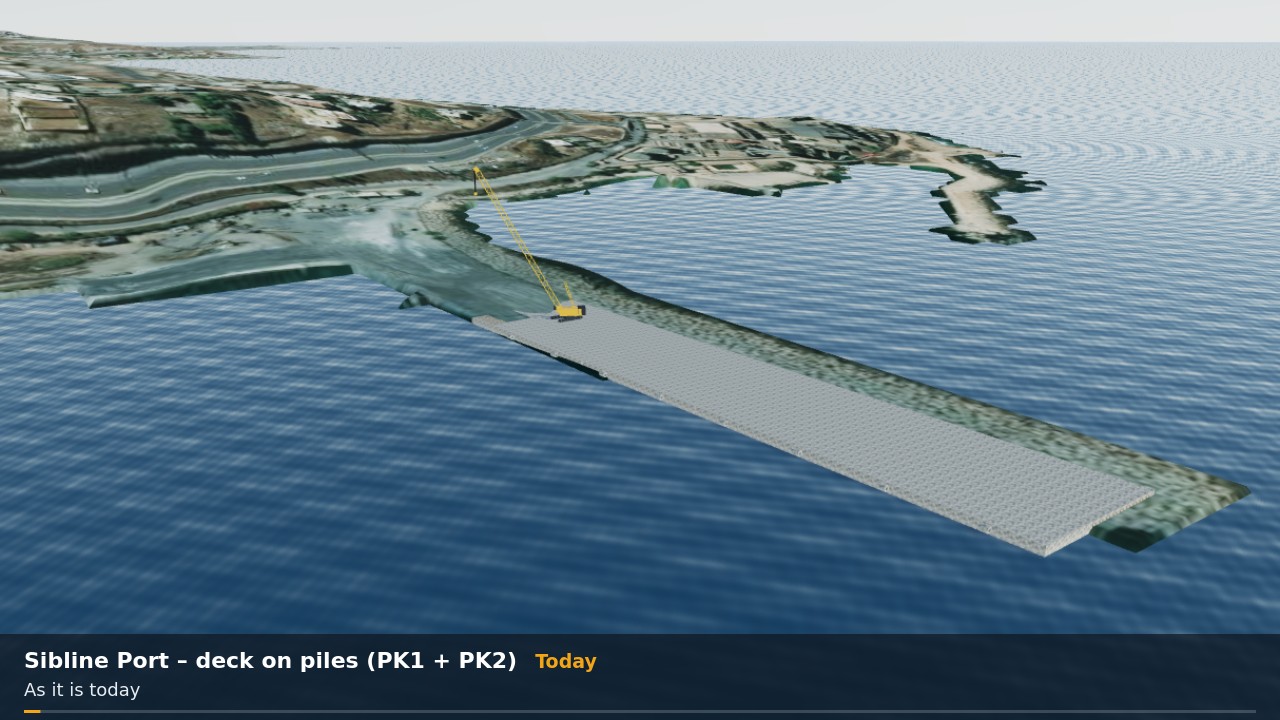 Sibline Port – deck on piles (PK1 + PK2) Today
As it is today